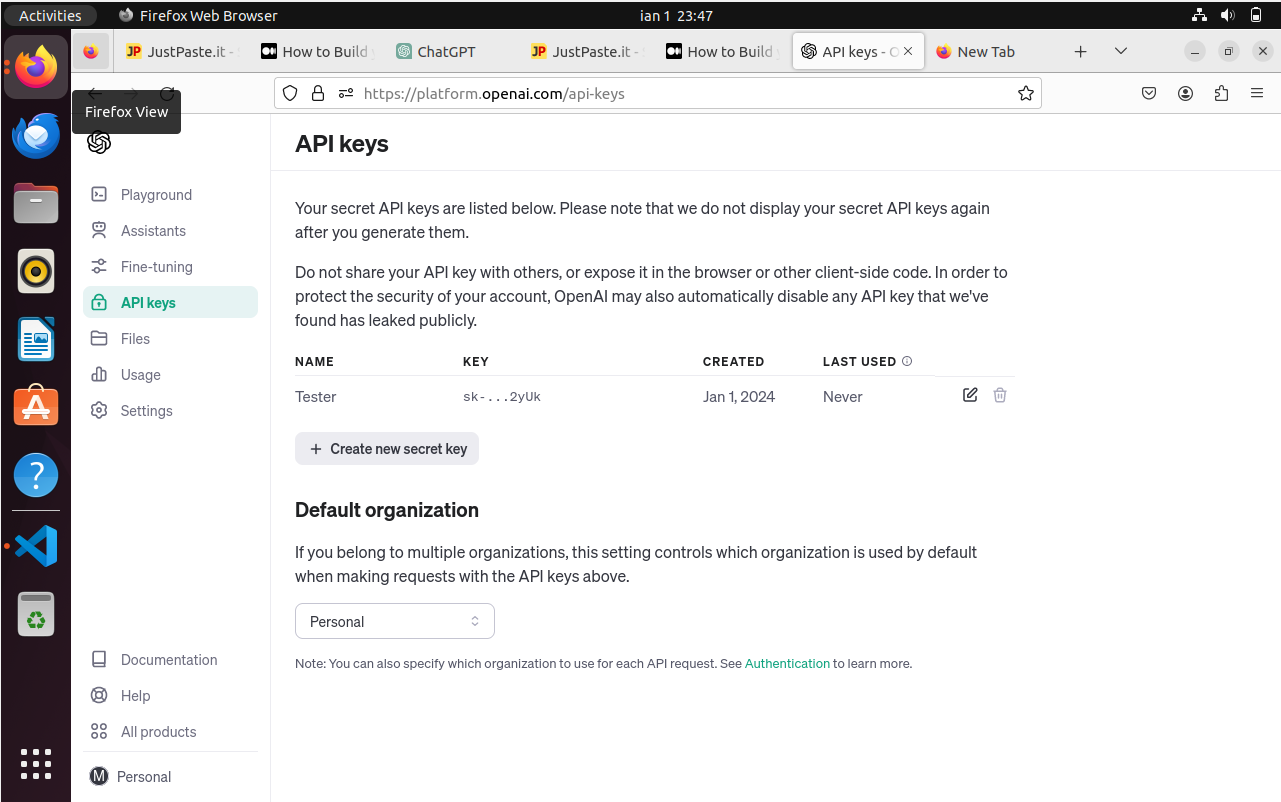 Activities
Firefox Web Browser
ian 1 23:47
JustPaste.it -
How to Build
ChatGPT
JustPaste.it -
How to Build
API keys - O
New Tab
https://platform.openai.com/api-keys
Firefox View
API keys
Playground
Assistants
Fine-tuning
API keys
Files
Usage
Settings
Documentation
Help
All products
M Personal
Your secret API keys are listed below. Please note that we do not display your secret API keys again
after you generate them.
Do not share your API key with others, or expose it in the browser or other client-side code. In order to
protect the security of your account, OpenAI may also automatically disable any API key that we've
found has leaked publicly.
NAME KEY CREATED LAST USED
Tester sk-...2yUk Jan 1, 2024 Never
+ Create new secret key
Default organization
If you belong to multiple organizations, this setting controls which organization is used by default
when making requests with the API keys above.
Personal
Note: You can also specify which organization to use for each API request. See Authentication to learn more.